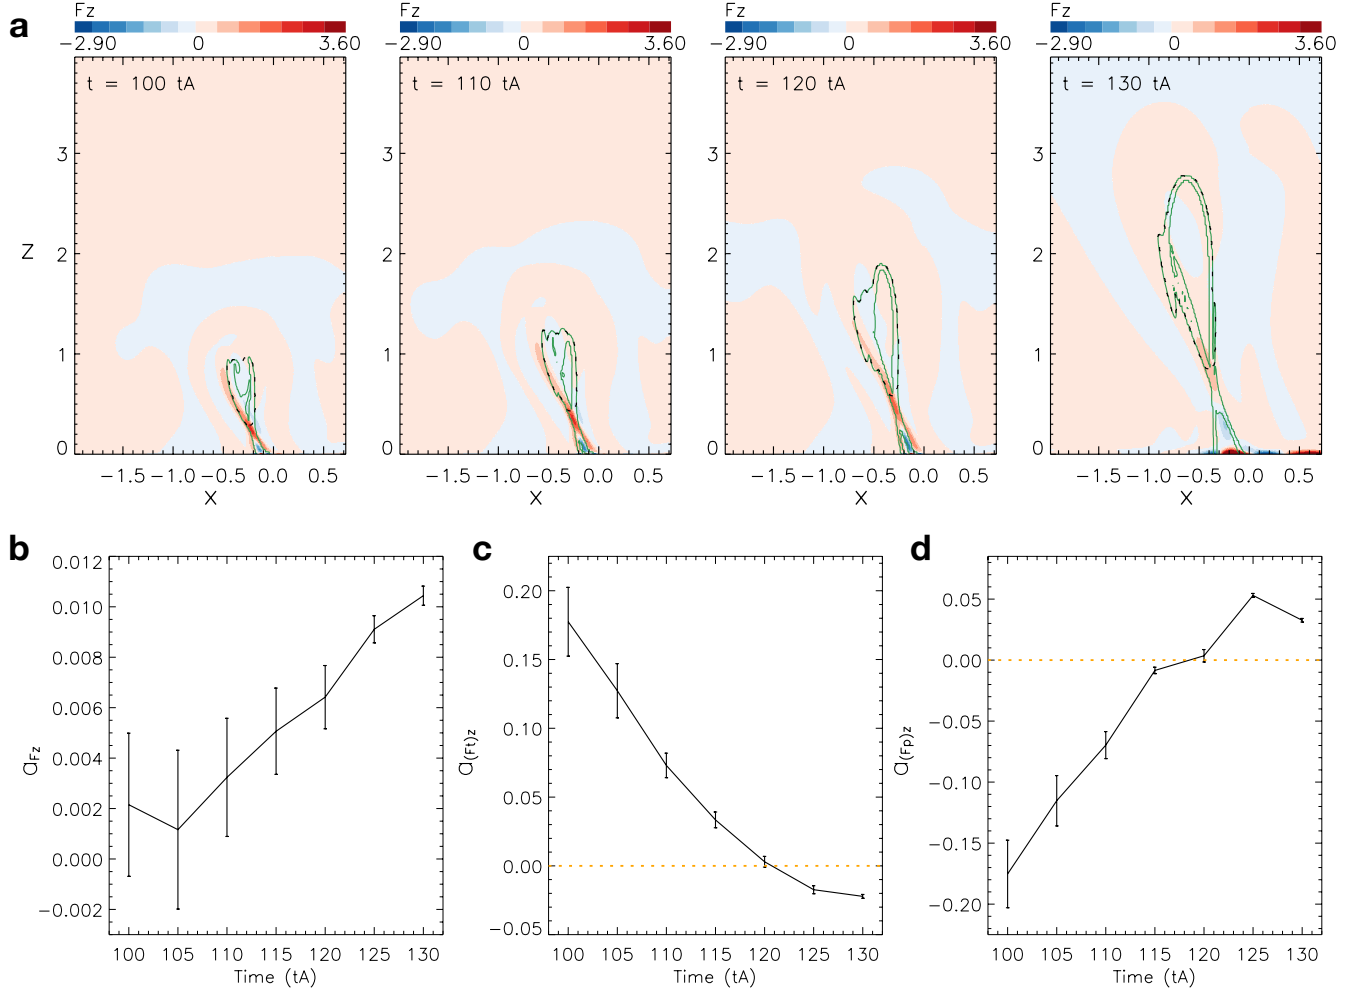 a
Fz Fz Fz Fz
−2.90 0 3.60 −2.90 0 3.60 −2.90 0 3.60 −2.90 0 3.60
t = 100 tA t = 110 tA t = 120 tA t = 130 tA
3 3 3 3
Z 2 2 2 2
1 1 1 1
0 0 0 0
−1.5 −1.0 −0.5 0.0 0.5 −1.5 −1.0 −0.5 0.0 0.5 −1.5 −1.0 −0.5 0.0 0.5 −1.5 −1.0 −0.5 0.0 0.5
X X X X
b
0.012
0.010
0.008
0.006
0.004
0.002
0.000
−0.002
aFz
100 105 110 115 120 125 130
Time (tA)
c
0.20
0.15
0.10
0.05
0.00
−0.05
a(Ft)z
100 105 110 115 120 125 130
Time (tA)
d
0.05
0.00
−0.05
−0.10
−0.15
−0.20
a(Fp)z
100 105 110 115 120 125 130
Time (tA)